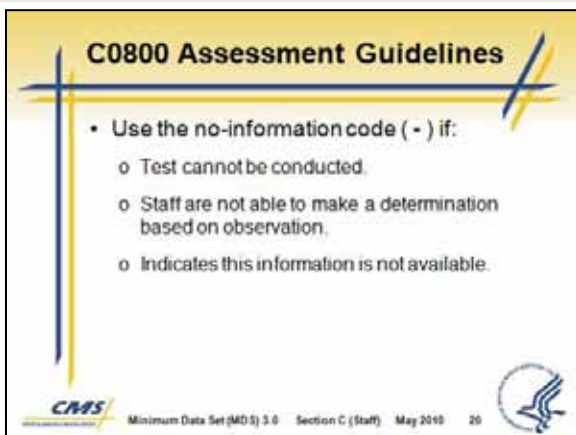 C0800 Assessment Guidelines
• Use the no-information code ( - ) if:
o Test cannot be conducted.
o Staff are not able to make a determination
based on observation.
o Indicates this information is not available.
CMS
Minimum Data Set (MDS) 3.0 Section C (Staff) May 2010 20